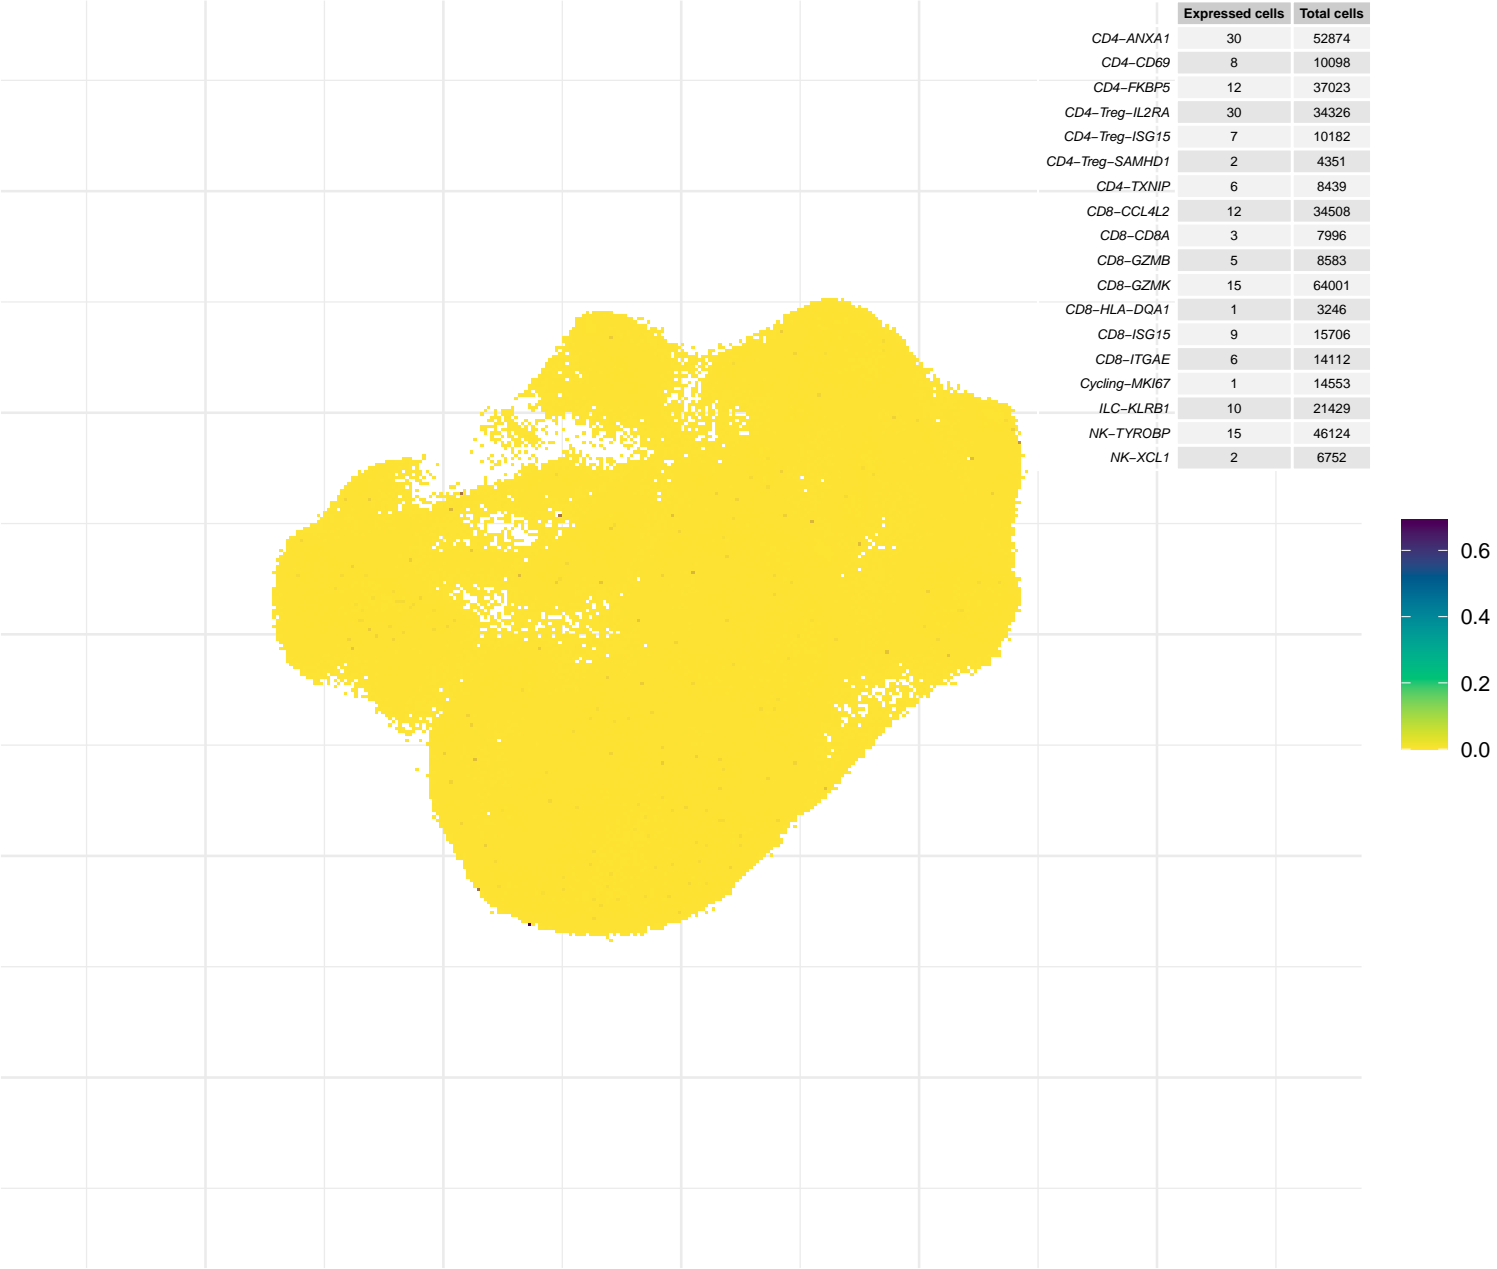 Expressed cells Total cells
CD4−ANXA1 30 52874
CD4−CD69 8 10098
CD4−FKBP5 12 37023
CD4−Treg−IL2RA 30 34326
CD4−Treg−ISG15 7 10182
CD4−Treg−SAMHD1 2 4351
CD4−TXNIP 6 8439
CD8−CCL4L2 12 34508
CD8−CD8A 3 7996
CD8−GZMB 5 8583
CD8−GZMK 15 64001
CD8−HLA−DQA1 1 3246
CD8−ISG15 9 15706
CD8−ITGAE 6 14112
Cycling−MKI67 1 14553
ILC−KLRB1 10 21429
NK−TYROBP 15 46124
NK−XCL1 2 6752
0.6
0.4
0.2
0.0